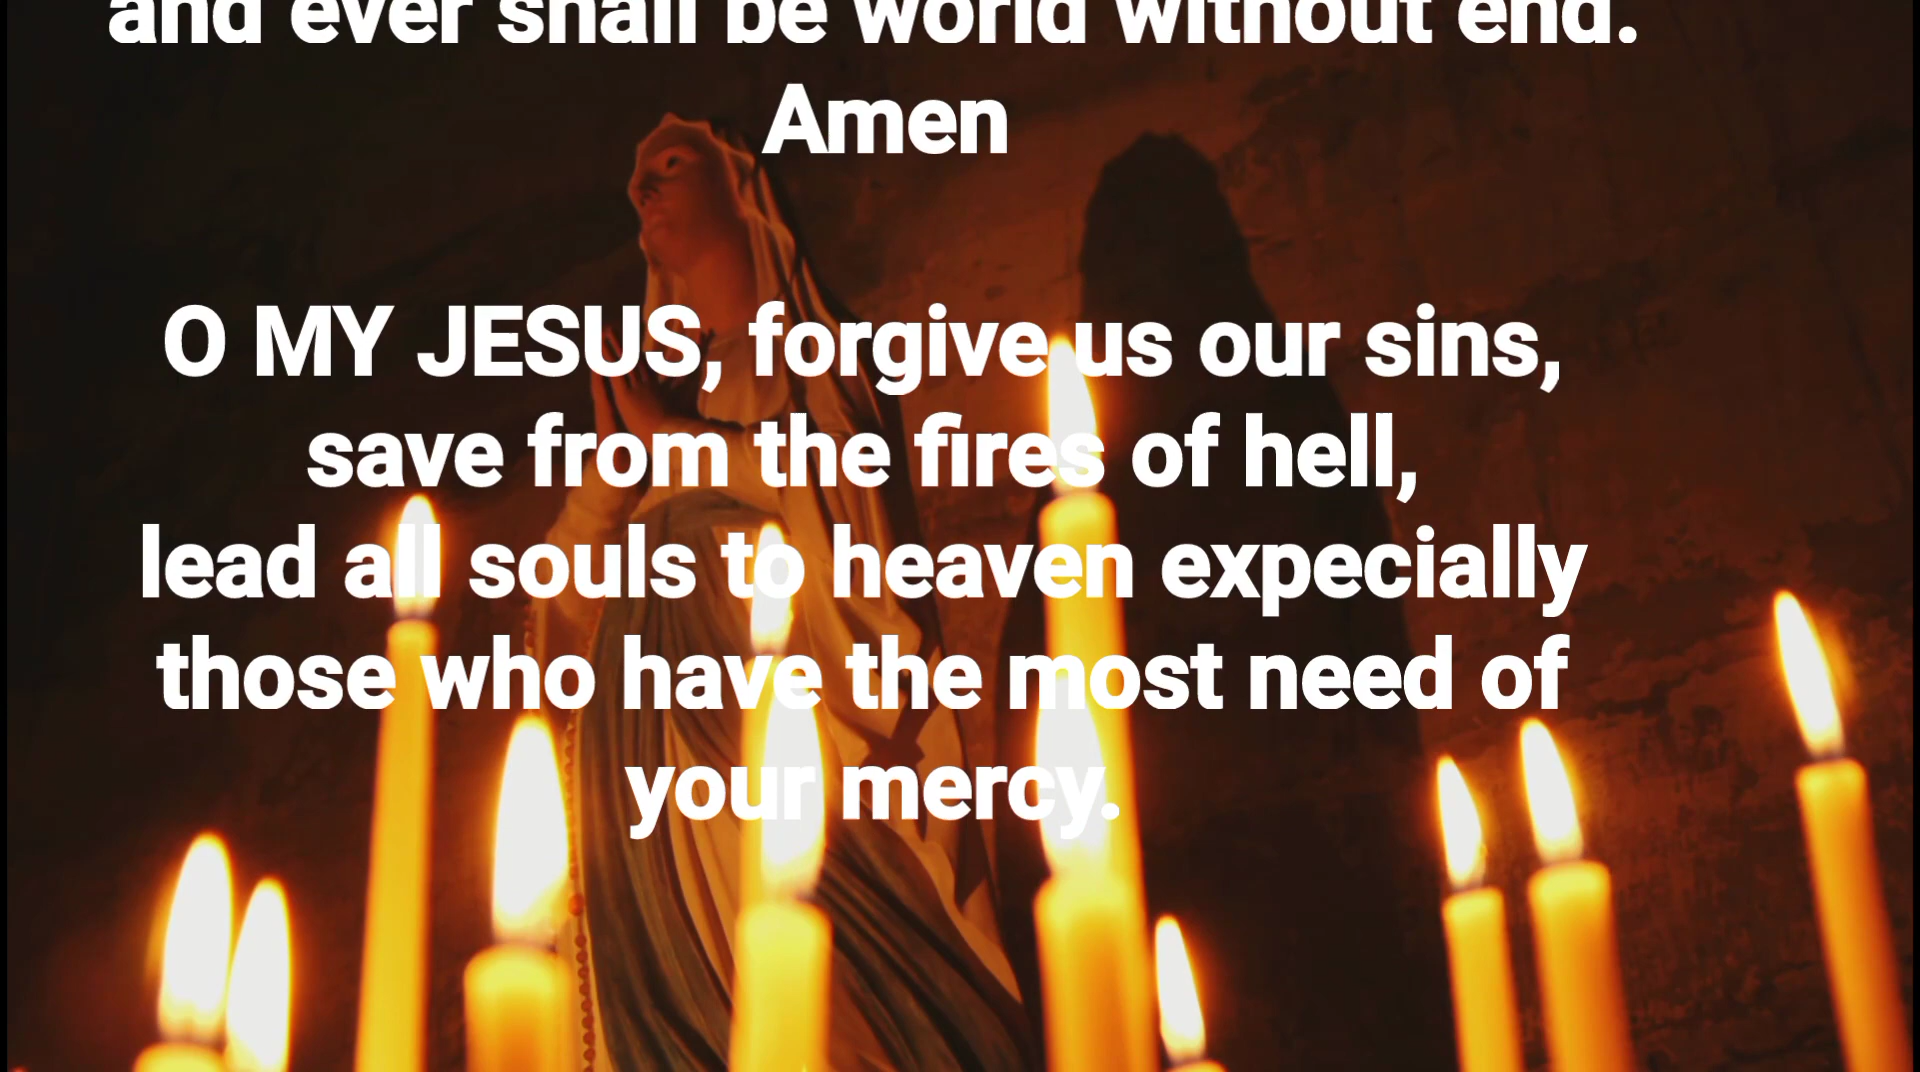 and ever shall be world without end.
Amen
O MY JESUS, forgive us our sins,
save from the fires of hell,
lead all souls to heaven expecially
those who have the most need of
your mercy.